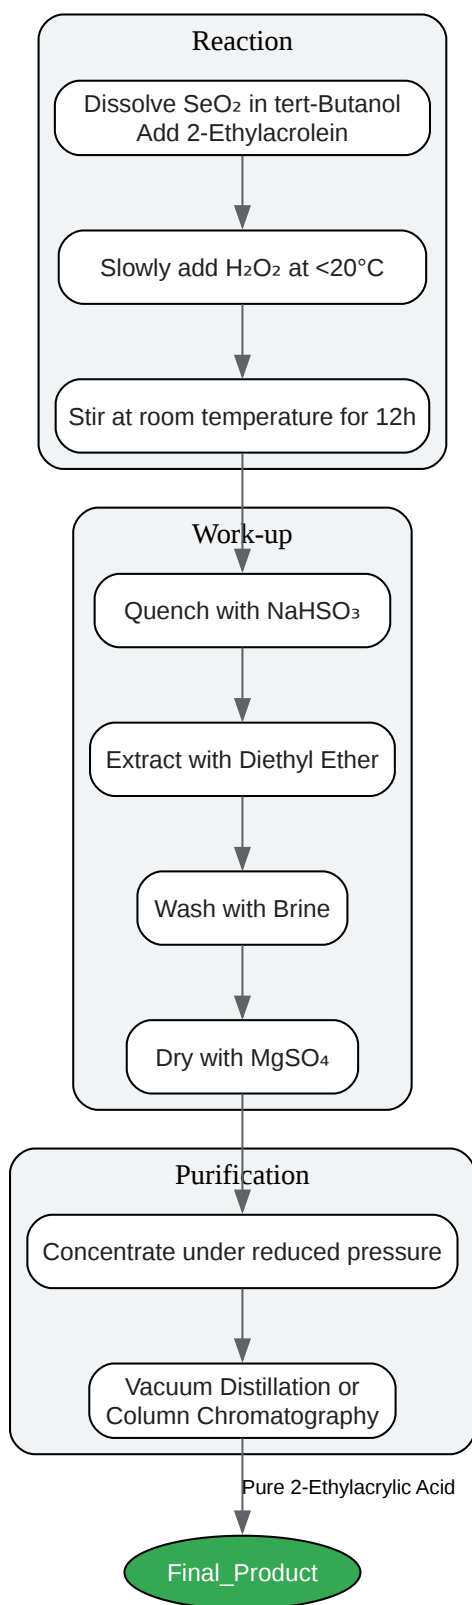 Reaction
Dissolve SeO₂ in tert-Butanol
Add 2-Ethylacrolein
Slowly add H₂O₂ at <20°C
Stir at room temperature for 12h
Work-up
Quench with NaHSO₃
Extract with Diethyl Ether
Wash with Brine
Dry with MgSO₄
Purification
Concentrate under reduced pressure
Vacuum Distillation or
Column Chromatography
Pure 2-Ethylacrylic Acid
Final_Product